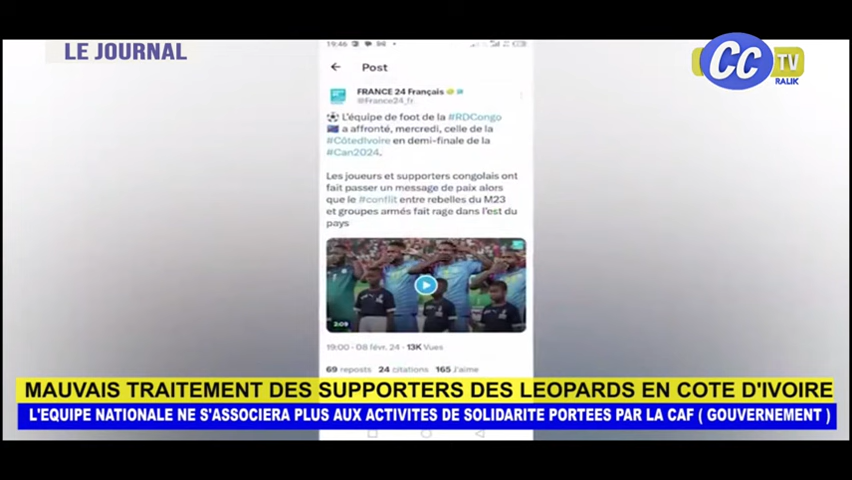 LE JOURNAL
CC TV
RALIK
19:46
Post
FRANCE 24 Français
@France24_fr
L'équipe de foot de la #RDCongo
a affronté, mercredi, celle de la
#CôtedIvoire en demi-finale de la
#Can2024.
Les joueurs et supporters congolais ont
fait passer un message de paix alors
que le #conflit entre rebelles du M23
et groupes armés fait rage dans l'est du
pays
2:09
19:00 - 08 févr. 24 - 13K Vues
69 reposts 24 citations 165 J'aime
MAUVAIS TRAITEMENT DES SUPPORTERS DES LEOPARDS EN COTE D'IVOIRE
L'EQUIPE NATIONALE NE S'ASSOCIERA PLUS AUX ACTIVITES DE SOLIDARITE PORTEES PAR LA CAF ( GOUVERNEMENT )